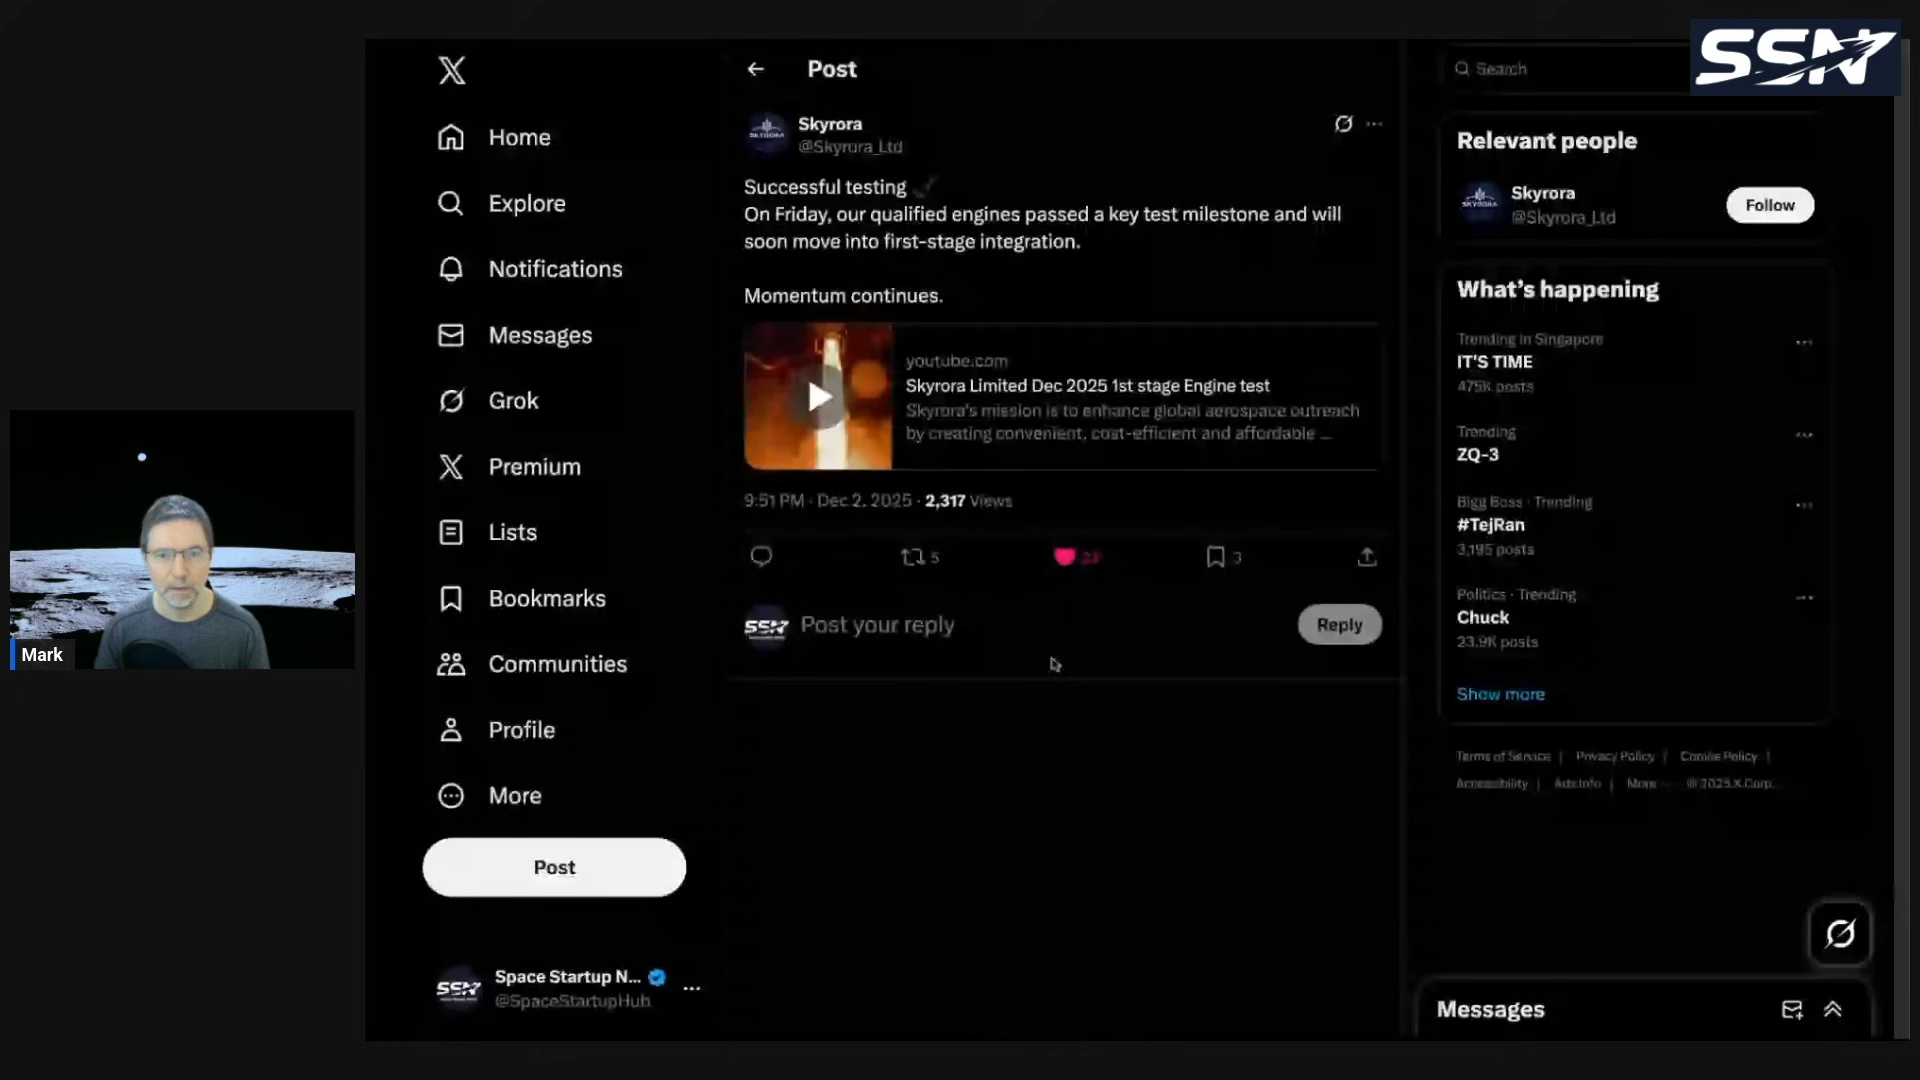 SSN
Home
Explore
Notifications
Messages
Grok
Premium
Lists
Bookmarks
Communities
Profile
More
Post
Space Startup N...
@SpaceStartupHub
Mark
Post
Skyrora
@Skyrora_Ltd
Successful testing
On Friday, our qualified engines passed a key test milestone and will
soon move into first-stage integration.
Momentum continues.
youtube.com
Skyrora Limited Dec 2025 1st stage Engine test
Skyrora's mission is to enhance global aerospace outreach
by creating convenient, cost-efficient and affordable ...
9:51 PM · Dec 2, 2025 · 2,317 Views
5
3
SSN
Post your reply
Reply
Search
Relevant people
Skyrora
@Skyrora_Ltd
Follow
What's happening
Trending in Singapore
IT'S TIME
475K posts
Trending
ZQ-3
Bigg Boss · Trending
#TejRan
3,195 posts
Politics · Trending
Chuck
23.9K posts
Show more
Terms of Service | Privacy Policy | Cookie Policy |
Accessibility | Ads info | More ... © 2025 X Corp.
Messages